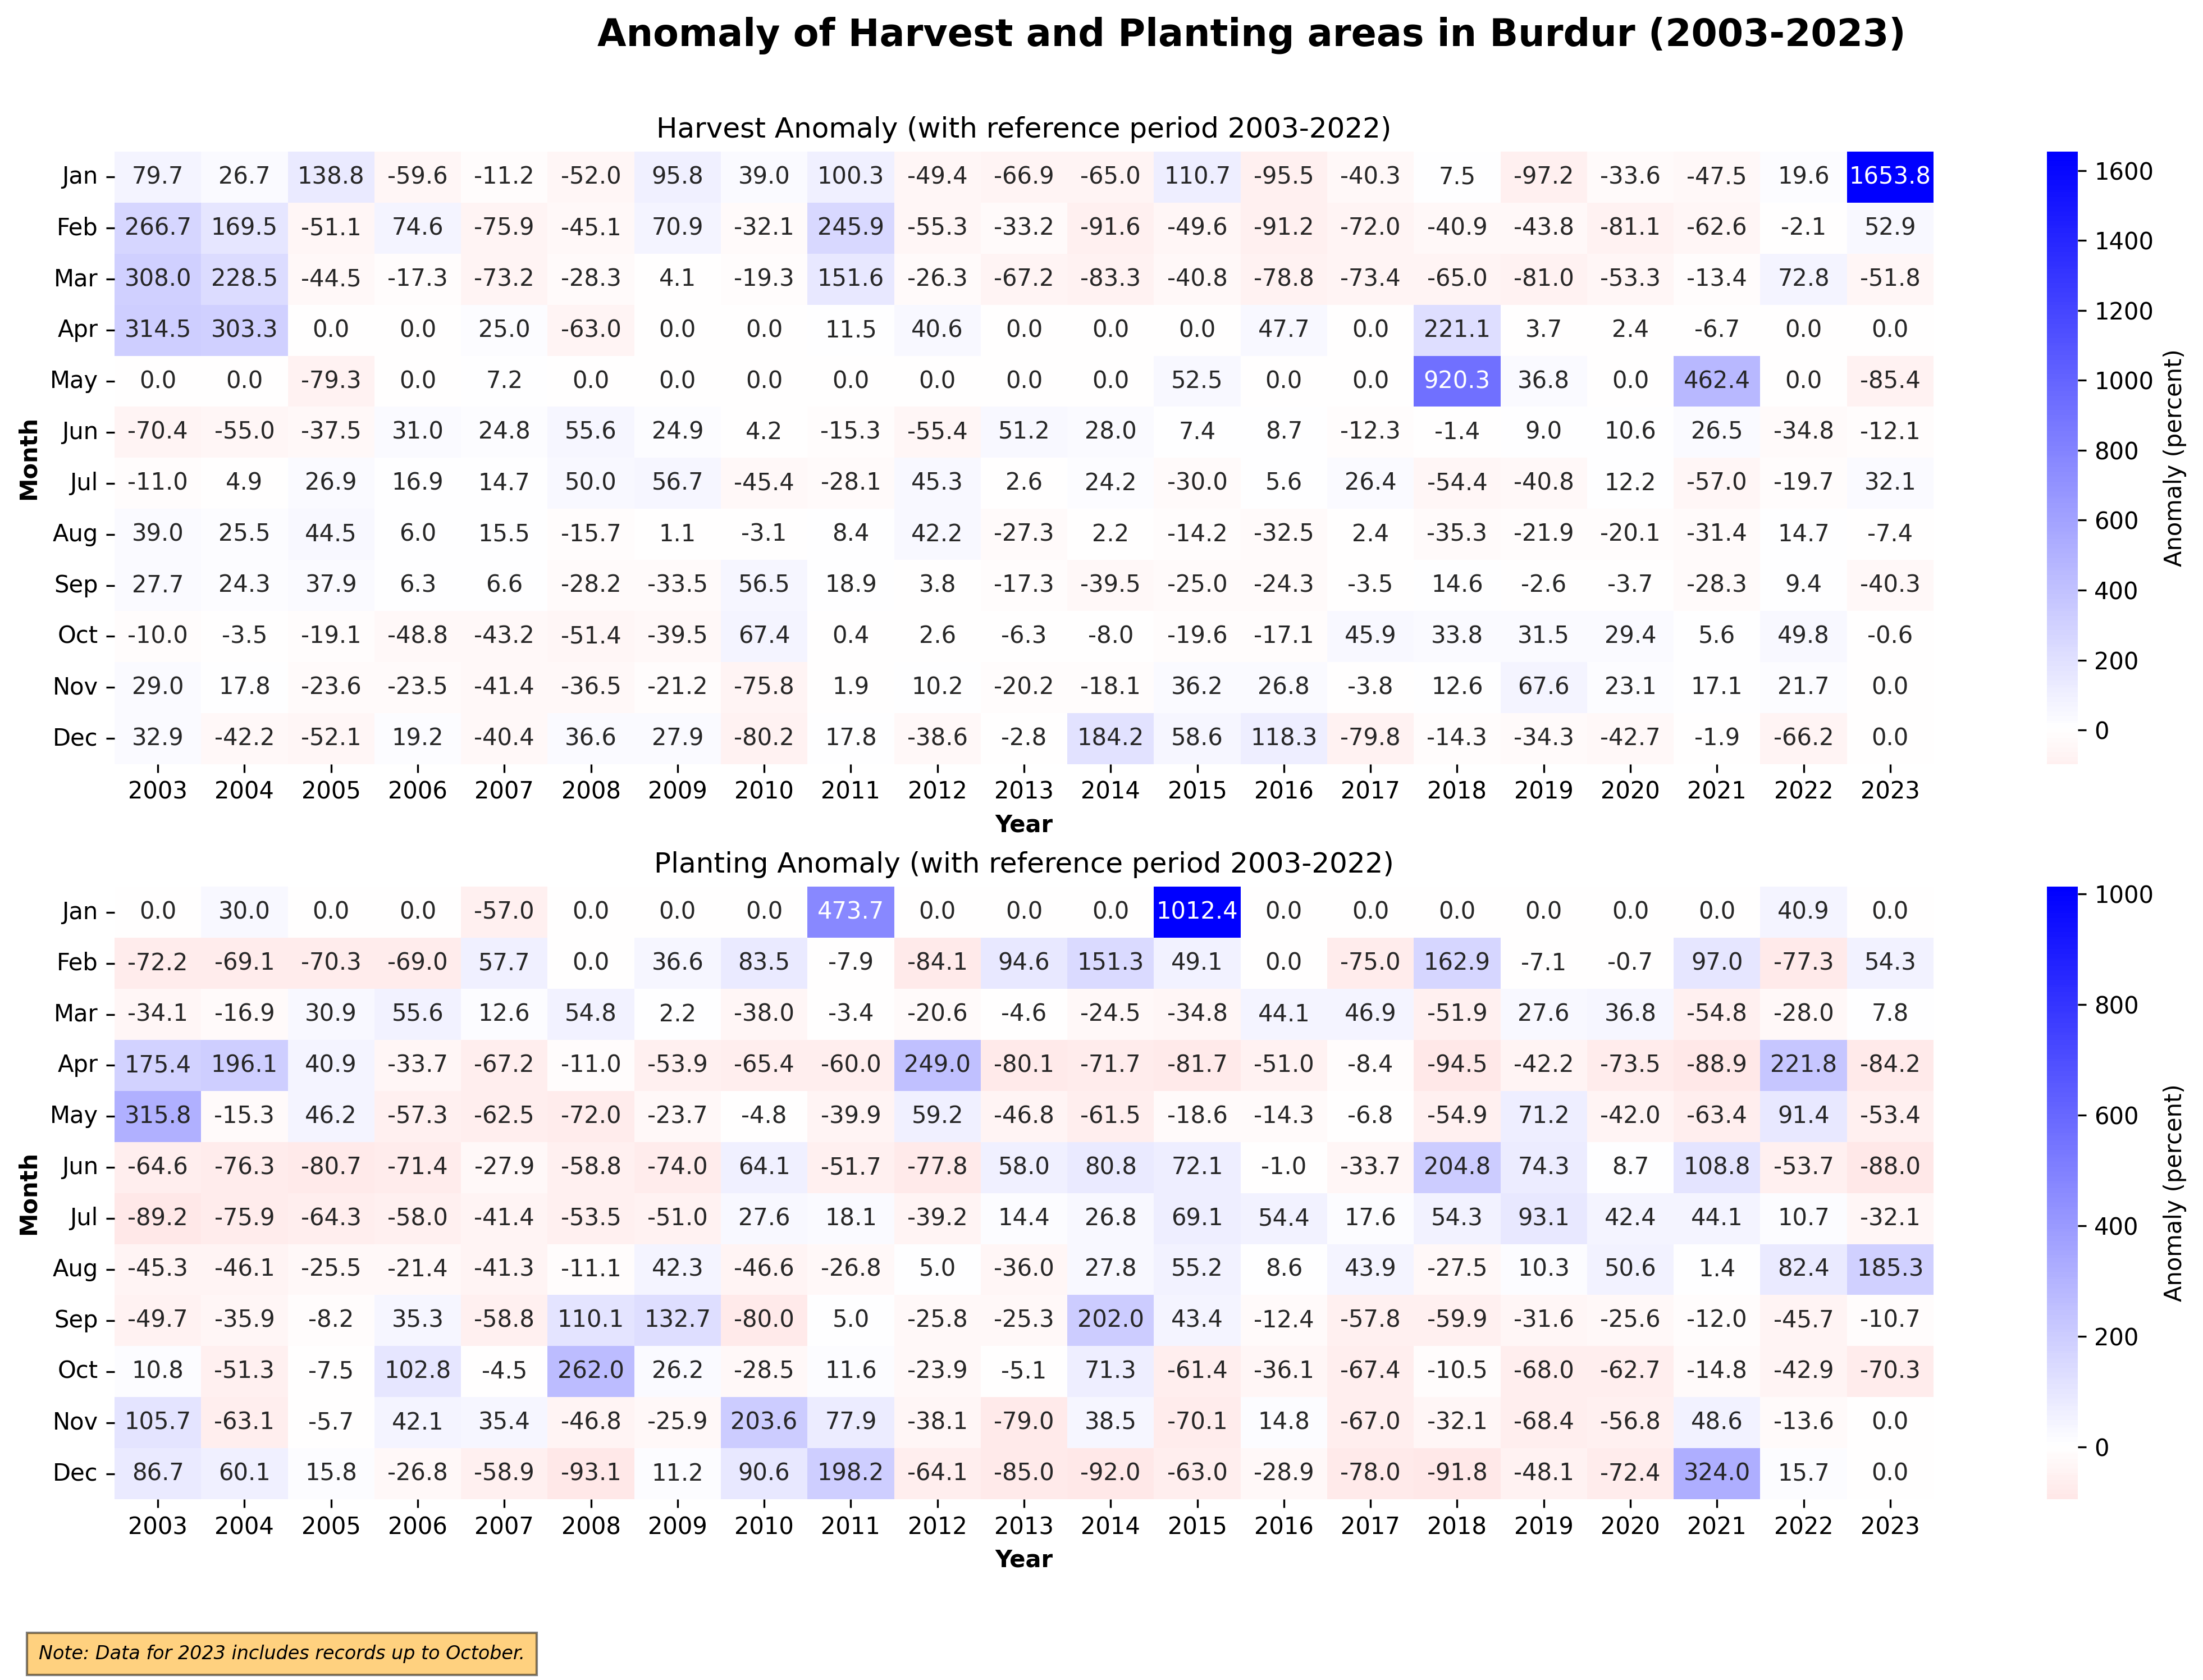 Anomaly of Harvest and Planting areas in Burdur (2003-2023)
Harvest Anomaly (with reference period 2003-2022)
Jan 79.7 26.7 138.8 -59.6 -11.2 -52.0 95.8 39.0 100.3 -49.4 -66.9 -65.0 110.7 -95.5 -40.3 7.5 -97.2 -33.6 -47.5 19.6 1653.8
Feb 266.7 169.5 -51.1 74.6 -75.9 -45.1 70.9 -32.1 245.9 -55.3 -33.2 -91.6 -49.6 -91.2 -72.0 -40.9 -43.8 -81.1 -62.6 -2.1 52.9
Mar 308.0 228.5 -44.5 -17.3 -73.2 -28.3 4.1 -19.3 151.6 -26.3 -67.2 -83.3 -40.8 -78.8 -73.4 -65.0 -81.0 -53.3 -13.4 72.8 -51.8
Apr 314.5 303.3 0.0 0.0 25.0 -63.0 0.0 0.0 11.5 40.6 0.0 0.0 0.0 47.7 0.0 221.1 3.7 2.4 -6.7 0.0 0.0
May 0.0 0.0 -79.3 0.0 7.2 0.0 0.0 0.0 0.0 0.0 0.0 0.0 52.5 0.0 0.0 920.3 36.8 0.0 462.4 0.0 -85.4
Jun -70.4 -55.0 -37.5 31.0 24.8 55.6 24.9 4.2 -15.3 -55.4 51.2 28.0 7.4 8.7 -12.3 -1.4 9.0 10.6 26.5 -34.8 -12.1
Jul -11.0 4.9 26.9 16.9 14.7 50.0 56.7 -45.4 -28.1 45.3 2.6 24.2 -30.0 5.6 26.4 -54.4 -40.8 12.2 -57.0 -19.7 32.1
Aug 39.0 25.5 44.5 6.0 15.5 -15.7 1.1 -3.1 8.4 42.2 -27.3 2.2 -14.2 -32.5 2.4 -35.3 -21.9 -20.1 -31.4 14.7 -7.4
Sep 27.7 24.3 37.9 6.3 6.6 -28.2 -33.5 56.5 18.9 3.8 -17.3 -39.5 -25.0 -24.3 -3.5 14.6 -2.6 -3.7 -28.3 9.4 -40.3
Oct -10.0 -3.5 -19.1 -48.8 -43.2 -51.4 -39.5 67.4 0.4 2.6 -6.3 -8.0 -19.6 -17.1 45.9 33.8 31.5 29.4 5.6 49.8 -0.6
Nov 29.0 17.8 -23.6 -23.5 -41.4 -36.5 -21.2 -75.8 1.9 10.2 -20.2 -18.1 36.2 26.8 -3.8 12.6 67.6 23.1 17.1 21.7 0.0
Dec 32.9 -42.2 -52.1 19.2 -40.4 36.6 27.9 -80.2 17.8 -38.6 -2.8 184.2 58.6 118.3 -79.8 -14.3 -34.3 -42.7 -1.9 -66.2 0.0
2003 2004 2005 2006 2007 2008 2009 2010 2011 2012 2013 2014 2015 2016 2017 2018 2019 2020 2021 2022 2023
Year
Month
1600
1400
1200
1000
800
600
400
200
0
Anomaly (percent)
Planting Anomaly (with reference period 2003-2022)
Jan 0.0 30.0 0.0 0.0 -57.0 0.0 0.0 0.0 473.7 0.0 0.0 0.0 1012.4 0.0 0.0 0.0 0.0 0.0 0.0 40.9 0.0
Feb -72.2 -69.1 -70.3 -69.0 57.7 0.0 36.6 83.5 -7.9 -84.1 94.6 151.3 49.1 0.0 -75.0 162.9 -7.1 -0.7 97.0 -77.3 54.3
Mar -34.1 -16.9 30.9 55.6 12.6 54.8 2.2 -38.0 -3.4 -20.6 -4.6 -24.5 -34.8 44.1 46.9 -51.9 27.6 36.8 -54.8 -28.0 7.8
Apr 175.4 196.1 40.9 -33.7 -67.2 -11.0 -53.9 -65.4 -60.0 249.0 -80.1 -71.7 -81.7 -51.0 -8.4 -94.5 -42.2 -73.5 -88.9 221.8 -84.2
May 315.8 -15.3 46.2 -57.3 -62.5 -72.0 -23.7 -4.8 -39.9 59.2 -46.8 -61.5 -18.6 -14.3 -6.8 -54.9 71.2 -42.0 -63.4 91.4 -53.4
Jun -64.6 -76.3 -80.7 -71.4 -27.9 -58.8 -74.0 64.1 -51.7 -77.8 58.0 80.8 72.1 -1.0 -33.7 204.8 74.3 8.7 108.8 -53.7 -88.0
Jul -89.2 -75.9 -64.3 -58.0 -41.4 -53.5 -51.0 27.6 18.1 -39.2 14.4 26.8 69.1 54.4 17.6 54.3 93.1 42.4 44.1 10.7 -32.1
Aug -45.3 -46.1 -25.5 -21.4 -41.3 -11.1 42.3 -46.6 -26.8 5.0 -36.0 27.8 55.2 8.6 43.9 -27.5 10.3 50.6 1.4 82.4 185.3
Sep -49.7 -35.9 -8.2 35.3 -58.8 110.1 132.7 -80.0 5.0 -25.8 -25.3 202.0 43.4 -12.4 -57.8 -59.9 -31.6 -25.6 -12.0 -45.7 -10.7
Oct 10.8 -51.3 -7.5 102.8 -4.5 262.0 26.2 -28.5 11.6 -23.9 -5.1 71.3 -61.4 -36.1 -67.4 -10.5 -68.0 -62.7 -14.8 -42.9 -70.3
Nov 105.7 -63.1 -5.7 42.1 35.4 -46.8 -25.9 203.6 77.9 -38.1 -79.0 38.5 -70.1 14.8 -67.0 -32.1 -68.4 -56.8 48.6 -13.6 0.0
Dec 86.7 60.1 15.8 -26.8 -58.9 -93.1 11.2 90.6 198.2 -64.1 -85.0 -92.0 -63.0 -28.9 -78.0 -91.8 -48.1 -72.4 324.0 15.7 0.0
2003 2004 2005 2006 2007 2008 2009 2010 2011 2012 2013 2014 2015 2016 2017 2018 2019 2020 2021 2022 2023
Year
Month
1000
800
600
400
200
0
Anomaly (percent)
Note: Data for 2023 includes records up to October.